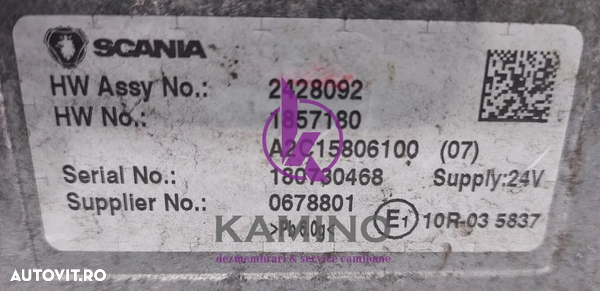 SCANIA
HW Assy No.: 2428092
HW No.: 1857180
A2C15806100 (07)
Serial No.: 180730468 Supply:24V
Supplier No.: 0678801
>Pb60g< E1 10R-03 5837
KAMINO
dezmembrari & service camioane
AUTOVIT.RO